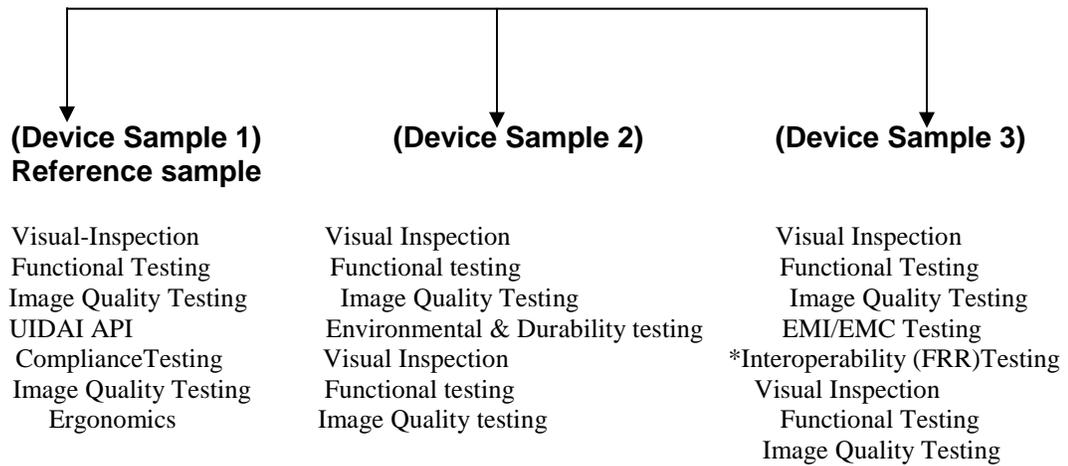 (Device Sample 1)
Reference sample
Visual-Inspection
Functional Testing
Image Quality Testing
UIDAI API
ComplianceTesting
Image Quality Testing
Ergonomics
(Device Sample 2)
Visual Inspection
Functional testing
Image Quality Testing
Environmental & Durability testing
Visual Inspection
Functional testing
Image Quality testing
(Device Sample 3)
Visual Inspection
Functional Testing
Image Quality Testing
EMI/EMC Testing
*Interoperability (FRR)Testing
Visual Inspection
Functional Testing
Image Quality Testing